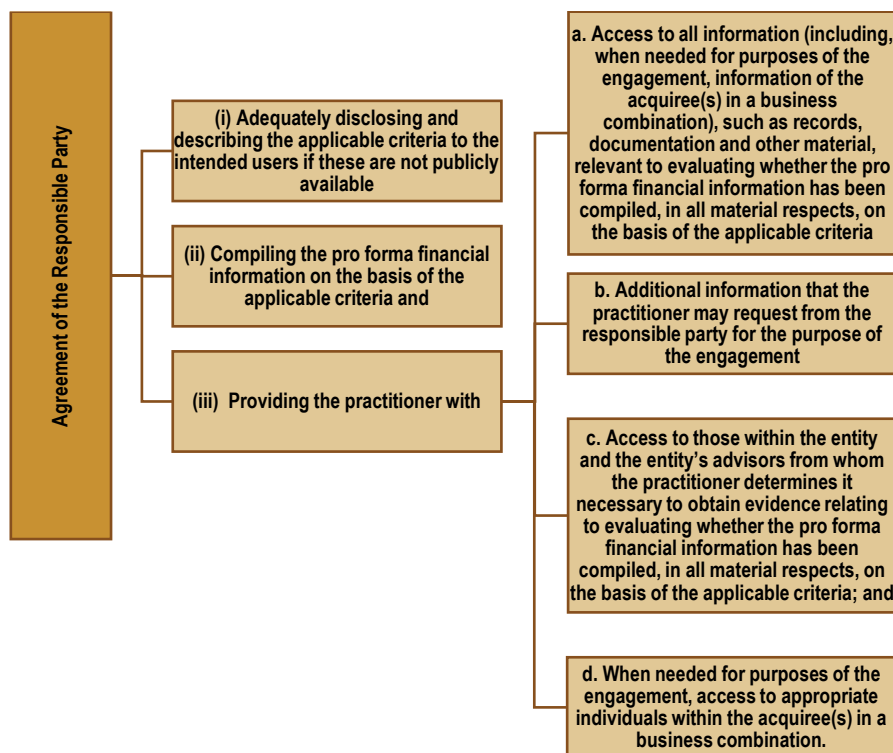 Agreement of the Responsible Party
(i) Adequately disclosing and
describing the applicable criteria to the
intended users if these are not publicly
available
(ii) Compiling the pro forma financial
information on the basis of the
applicable criteria and
(iii) Providing the practitioner with
a. Access to all information (including,
when needed for purposes of the
engagement, information of the
acquiree(s) in a business
combination), such as records,
documentation and other material,
relevant to evaluating whether the pro
forma financial information has been
compiled, in all material respects, on
the basis of the applicable criteria
b. Additional information that the
practitioner may request from the
responsible party for the purpose of
the engagement
c. Access to those within the entity
and the entity’s advisors from whom
the practitioner determines it
necessary to obtain evidence relating
to evaluating whether the pro forma
financial information has been
compiled, in all material respects, on
the basis of the applicable criteria; and
d. When needed for purposes of the
engagement, access to appropriate
individuals within the acquiree(s) in a
business combination.